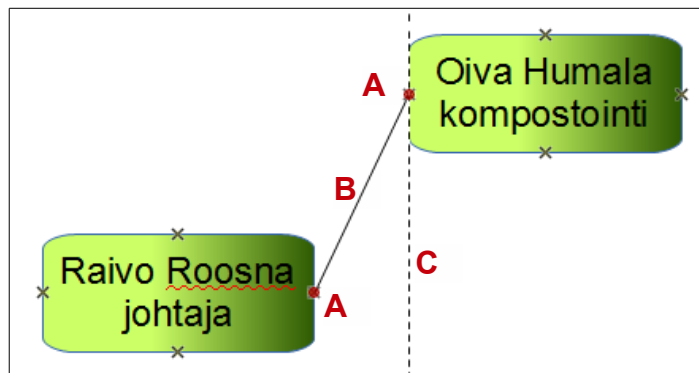 Oiva Humala
kompostointi
A
B
C
Raivo Roosna
johtaja
A